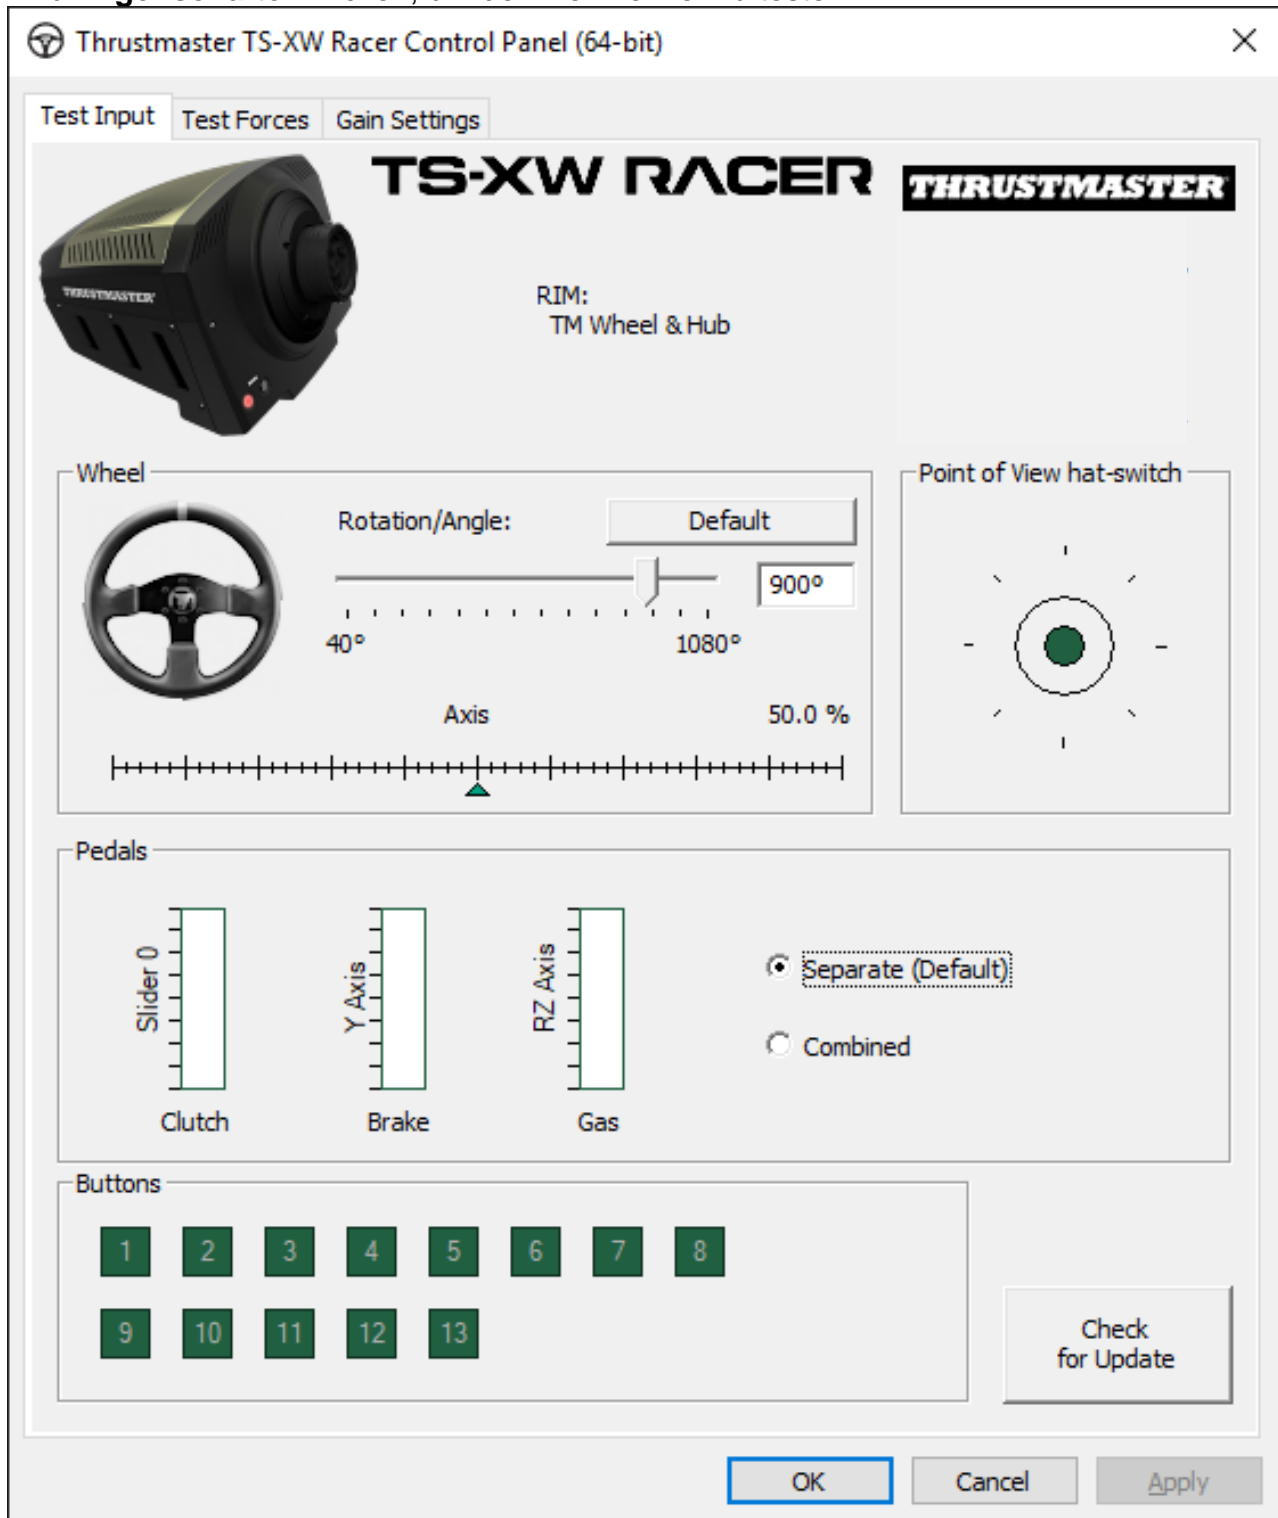 Thrustmaster TS-XW Racer Control Panel (64-bit)
Test Input Test Forces Gain Settings
TS-XW RACER THRUSTMASTER
THRUSTMASTER
RIM:
TM Wheel & Hub
Wheel
Rotation/Angle: Default
900°
40° 1080°
Axis 50.0 %
Point of View hat-switch
Pedals
Slider 0
Clutch
Y Axis
Brake
RZ Axis
Gas
Separate (Default)
Combined
Buttons
1 2 3 4 5 6 7 8
9 10 11 12 13
Check
for Update
OK Cancel Apply